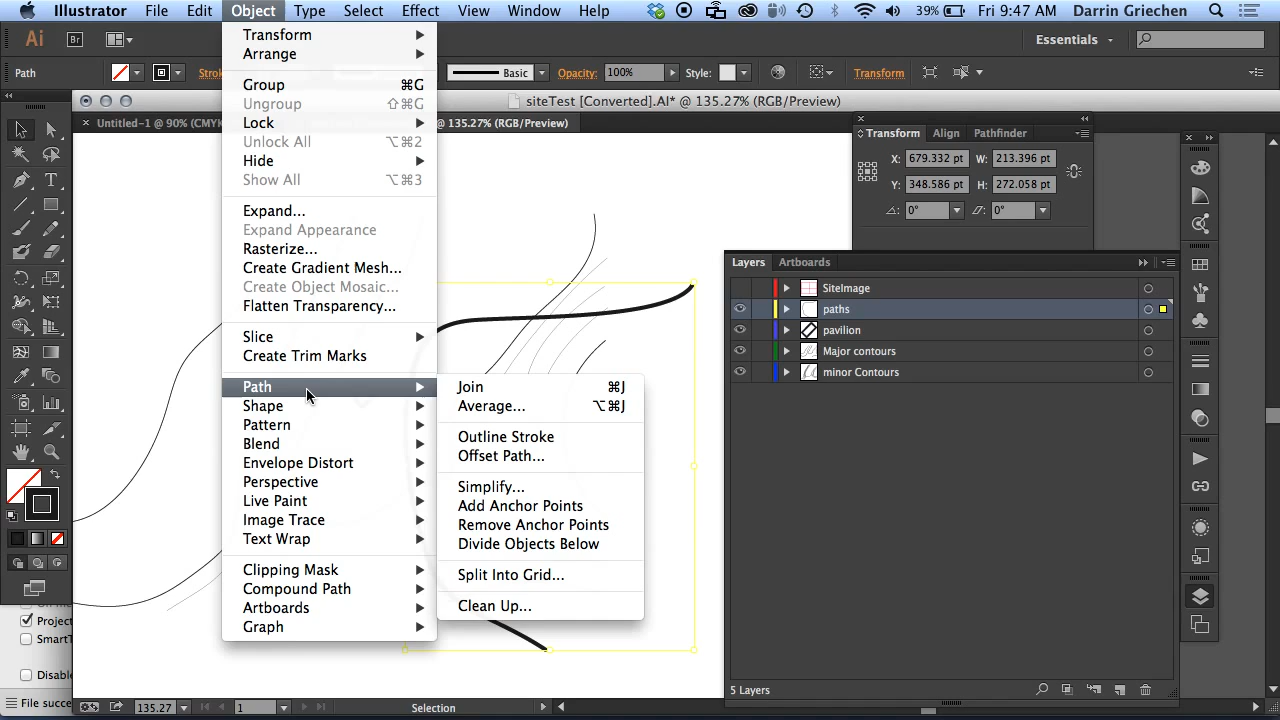 Illustrator File Edit Object Type Select Effect View Window Help 39% Fri 9:47 AM Darrin Griechen
Ai Br Essentials
Path Strok Basic Opacity: 100% Style: Transform
siteTest [Converted].AI* @ 135.27% (RGB/Preview)
Untitled-1 @ 90% (CMYK @ 135.27% (RGB/Preview)
Transform
Arrange
Group ⌘G
Ungroup ⇧⌘G
Lock
Unlock All ⌥⌘2
Hide
Show All ⌥⌘3
Expand...
Expand Appearance
Rasterize...
Create Gradient Mesh...
Create Object Mosaic...
Flatten Transparency...
Slice
Create Trim Marks
Path
Shape
Pattern
Blend
Envelope Distort
Perspective
Live Paint
Image Trace
Text Wrap
Clipping Mask
Compound Path
Artboards
Graph
Join ⌘J
Average... ⌥⌘J
Outline Stroke
Offset Path...
Simplify...
Add Anchor Points
Remove Anchor Points
Divide Objects Below
Split Into Grid...
Clean Up...
Transform Align Pathfinder
X: 679.332 pt W: 213.396 pt
Y: 348.586 pt H: 272.058 pt
0° 0°
Layers Artboards
SiteImage
paths
pavilion
Major contours
minor Contours
5 Layers
Project
SmartT
Disable
File succe
135.27 1 Selection